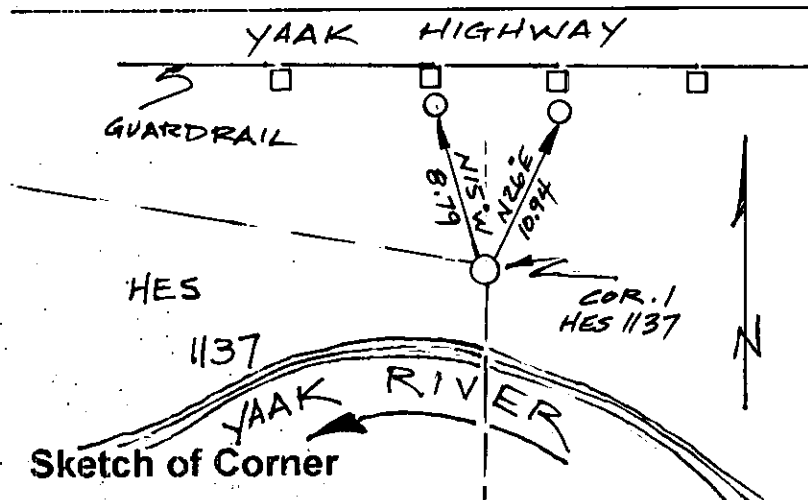 YAAK HIGHWAY
GUARDRAIL
N15°W
8.79
N26°E
10.94
COR. 1
HES 1137
HES
1137
N
YAAK RIVER
Sketch of Corner